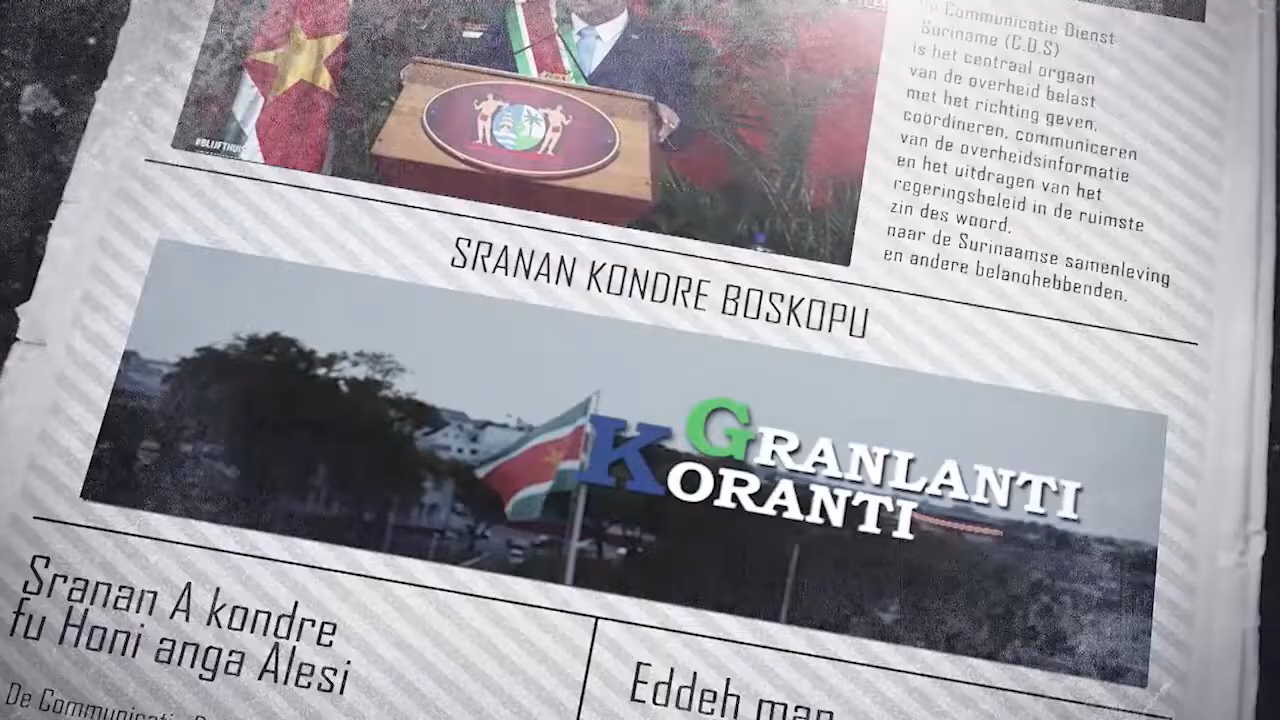 De Communicatie Dienst
Suriname (C.D.S)
is het centraal orgaan
van de overheid belast
met het richting geven,
coördineren, communiceren
van de overheidsinformatie
en het uitdragen van het
regeringsbeleid in de ruimste
zin des woord.
naar de Surinaamse samenleving
en andere belanghebbenden.
SRANAN KONDRE BOSKOPU
GRANLANTI
KORANTI
Sranan A kondre
fu Honi anga Alesi
Eddeh man
De